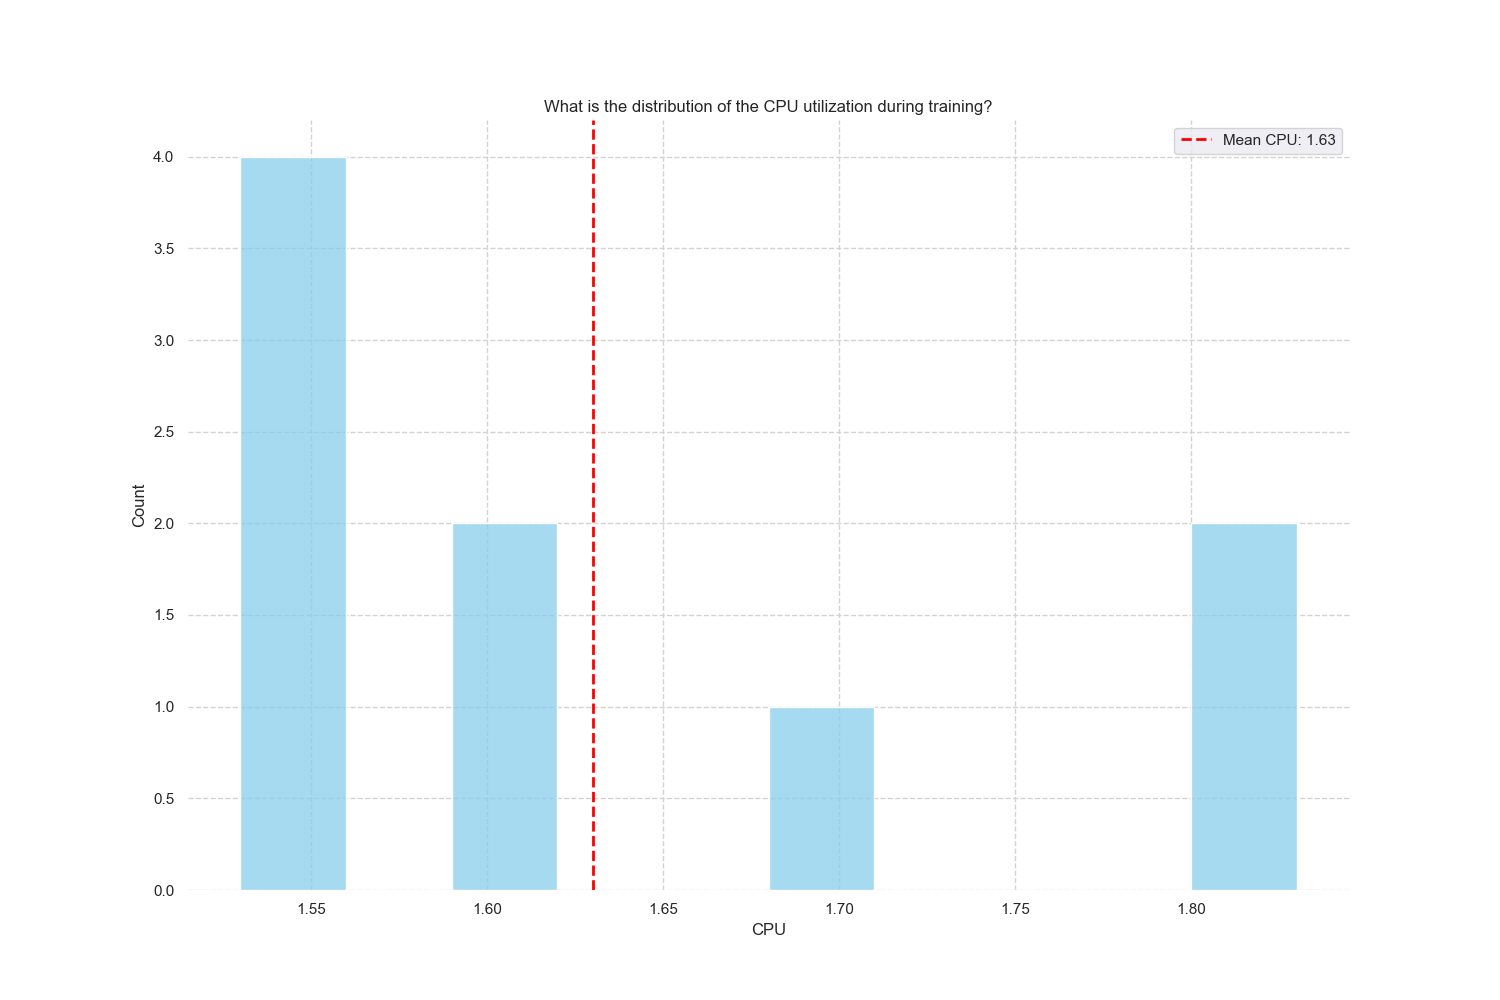 What is the distribution of the CPU utilization during training?
Mean CPU: 1.63
4.0
3.5
3.0
2.5
2.0
1.5
1.0
0.5
0.0
Count
1.55 1.60 1.65 1.70 1.75 1.80
CPU